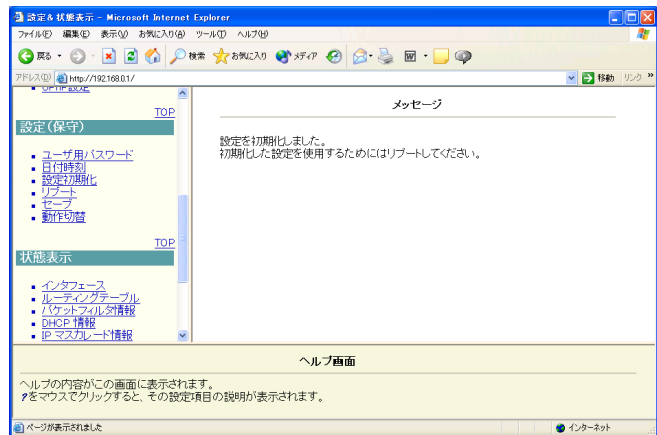 設定& 状態表示 - Microsoft Internet Explorer
ファイル(F) 編集(E) 表示(V) お気に入り(A) ツール(T) ヘルプ(H)
戻る 検索 お気に入り メディア
アドレス(D) http://192.168.0.1/ 移動 リンク »
UPnP 設定
TOP
設定(保守)
ユーザ用パスワード
日付時刻
設定初期化
リブート
セーブ
動作切替
TOP
状態表示
インタフェース
ルーティングテーブル
パケットフィルタ情報
DHCP 情報
IP マスカレード情報
メッセージ
設定を初期化しました。
初期化した設定を使用するためにはリブートしてください。
ヘルプ画面
ヘルプの内容がこの画面に表示されます。
?をマウスでクリックすると、その設定項目の説明が表示されます。
ページが表示されました インターネット